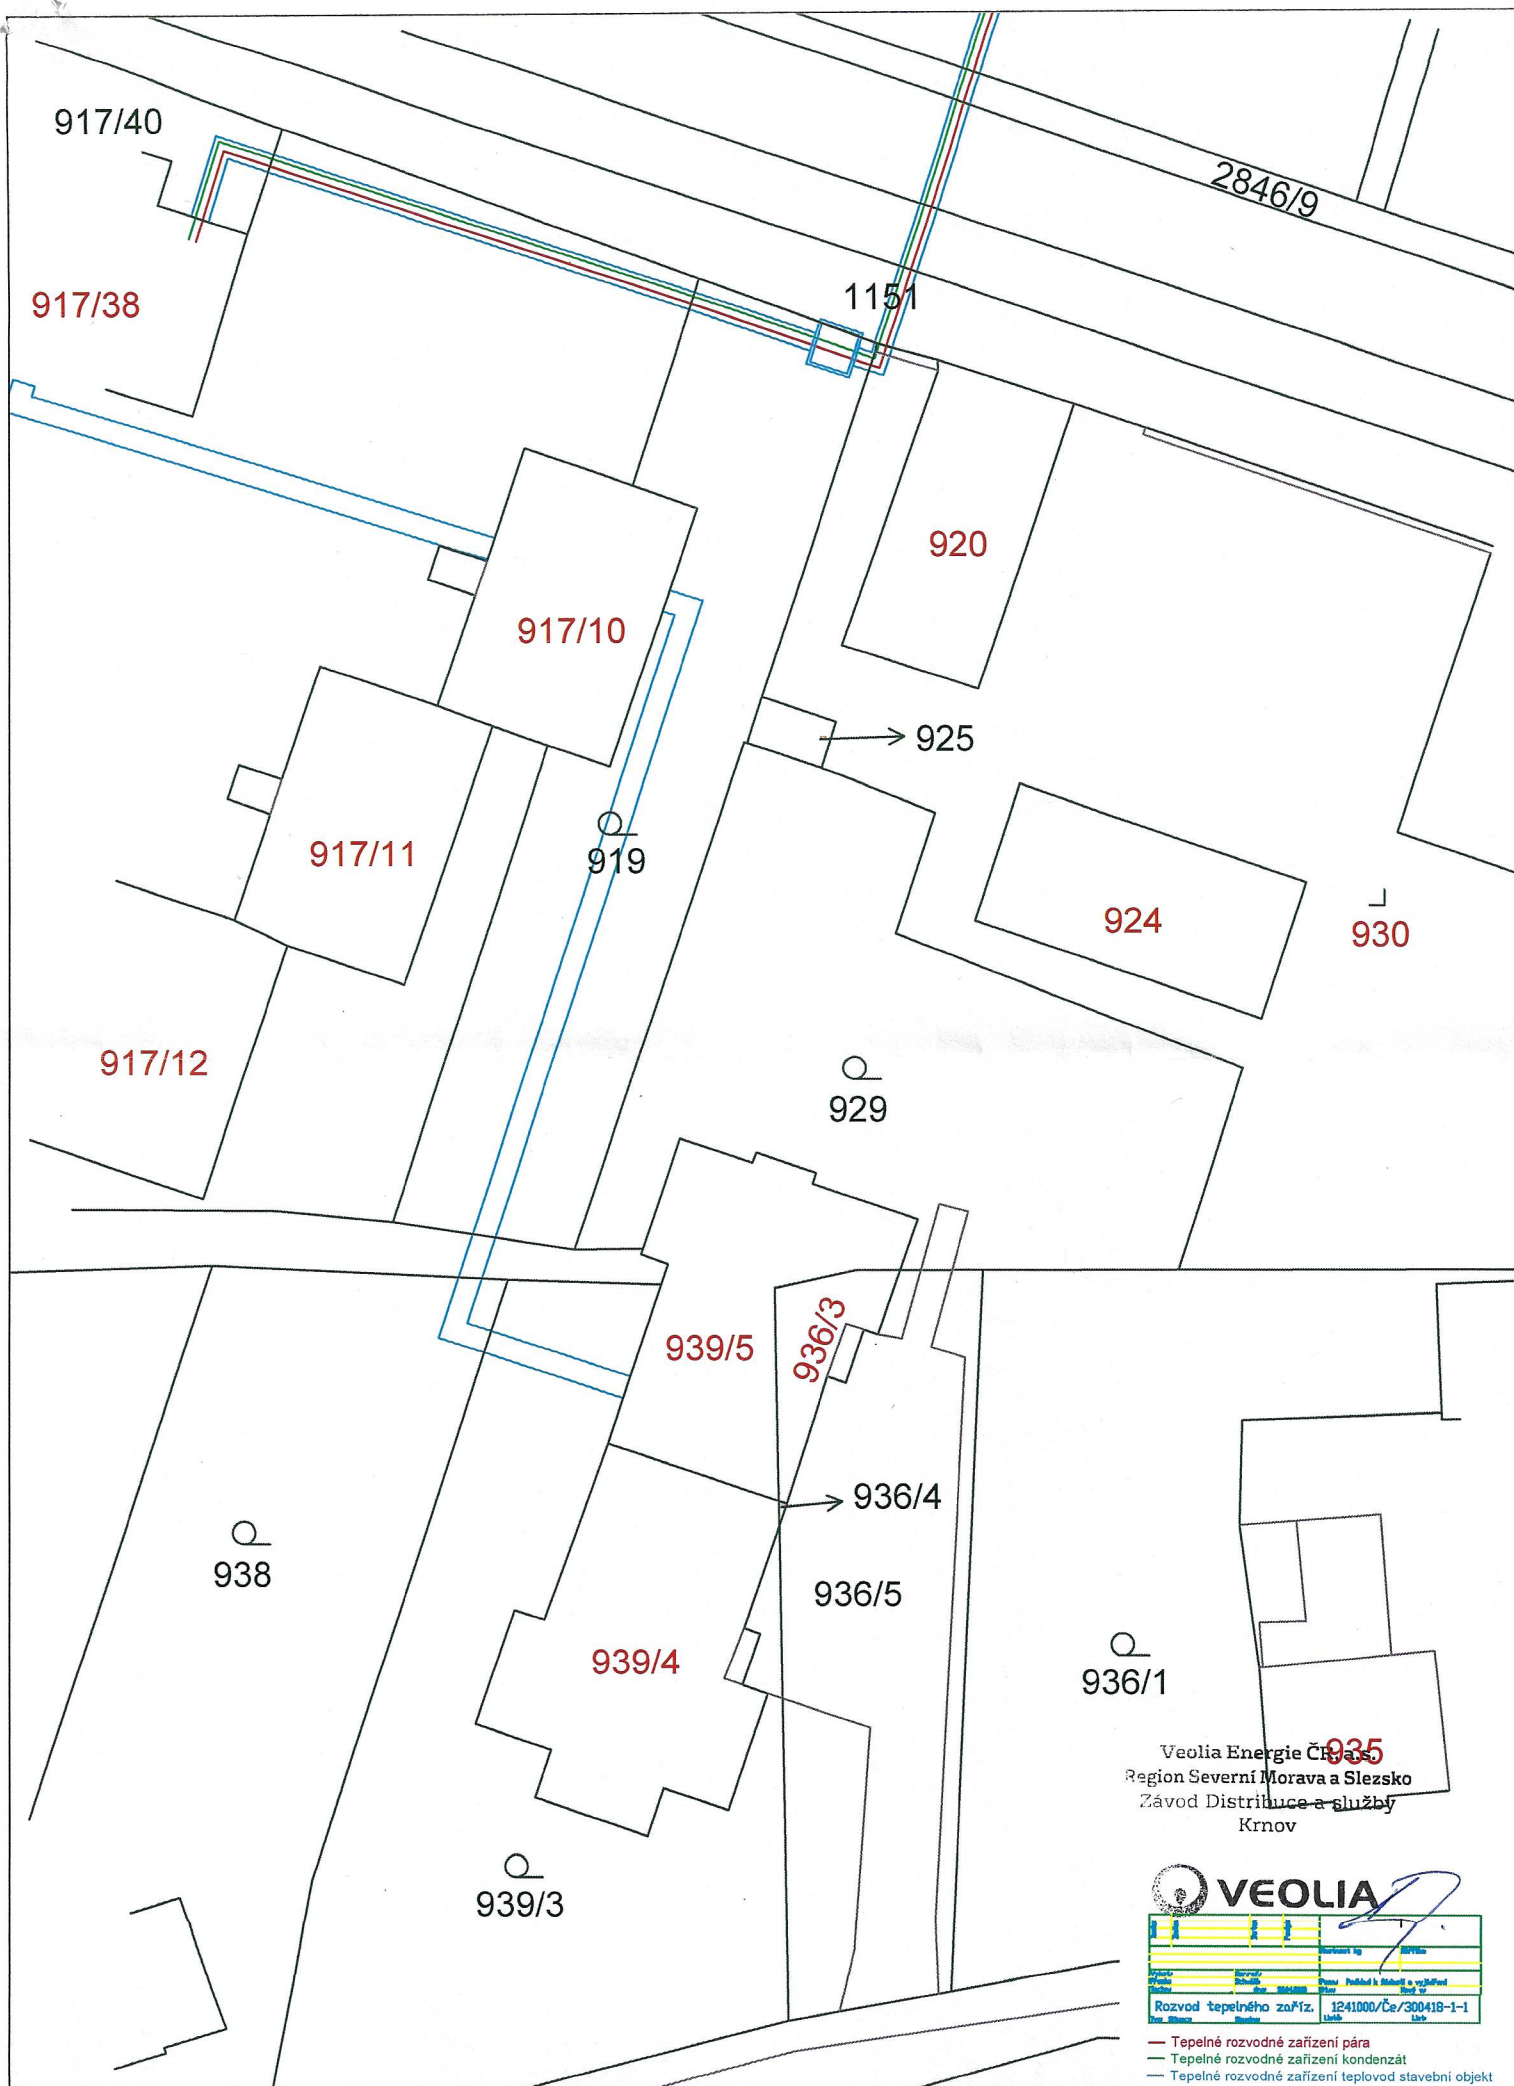 917/40
2846/9
917/38
1151
920
917/10
925
917/11
919
924
930
917/12
929
939/5
936/3
936/4
938
936/5
939/4
936/1
935
Veolia Energie ČR, a.s.
Region Severní Morava a Slezsko
Závod Distribuce a služby
Krnov
939/3
VEOLIA
Rozvod tepelného zaříz.
1241000/Če/300418-1-1
Tepelné rozvodné zařízení pára
Tepelné rozvodné zařízení kondenzát
Tepelné rozvodné zařízení teplovod stavební objekt